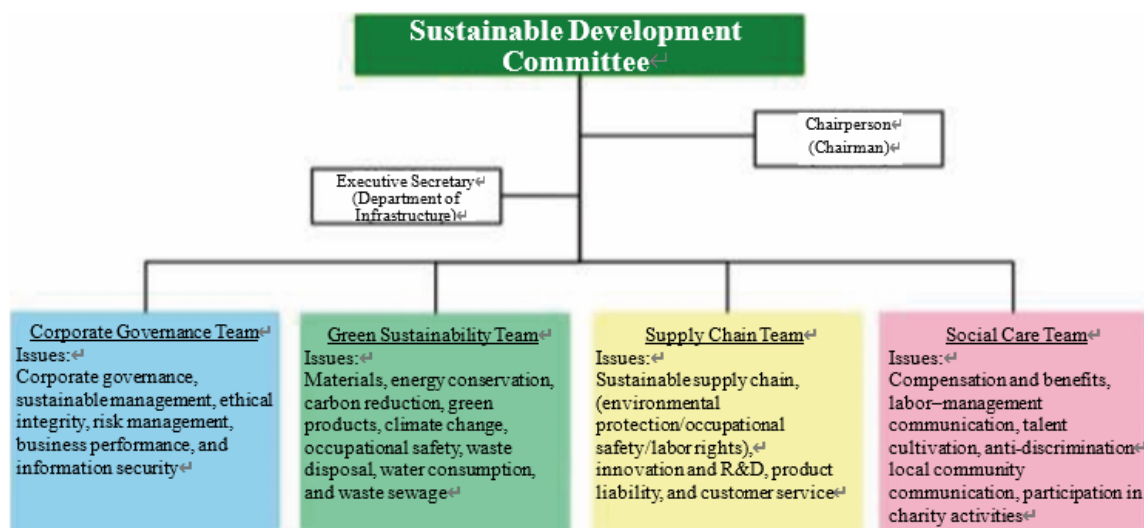 Sustainable Development
Committee
Chairperson
(Chairman)
Executive Secretary
(Department of
Infrastructure)
Corporate Governance Team
Issues:
Corporate governance,
sustainable management, ethical
integrity, risk management,
business performance, and
information security
Green Sustainability Team
Issues:
Materials, energy conservation,
carbon reduction, green
products, climate change,
occupational safety, waste
disposal, water consumption,
and waste sewage
Supply Chain Team
Issues:
Sustainable supply chain,
(environmental
protection/occupational
safety/labor rights),
innovation and R&D, product
liability, and customer service
Social Care Team
Issues:
Compensation and benefits,
labor–management
communication, talent
cultivation, anti-discrimination
local community
communication, participation in
charity activities